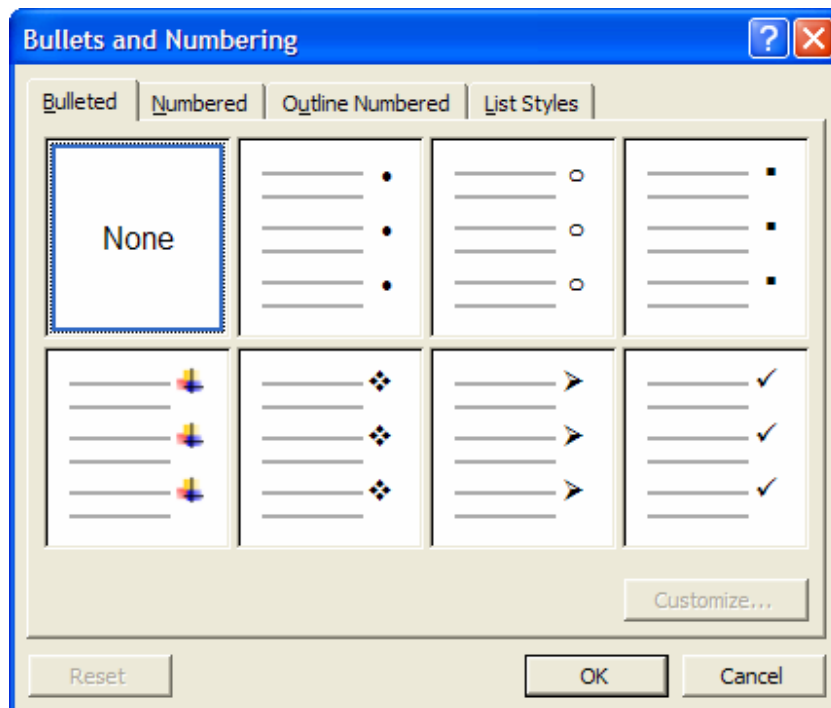 Bullets and Numbering
Bulleted Numbered Outline Numbered List Styles
None
Customize...
Reset OK Cancel